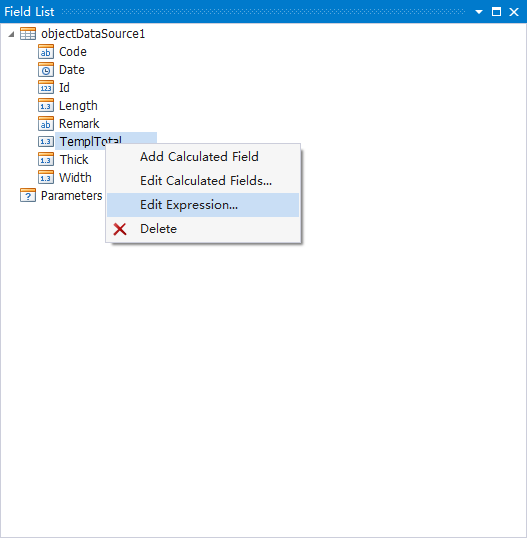 Field List
objectDataSource1
ab Code
Date
123 Id
1.3 Length
ab Remark
1.3 TemplTotal
Add Calculated Field
1.3 Thick
Edit Calculated Fields...
1.3 Width
? Parameters
Edit Expression...
Delete